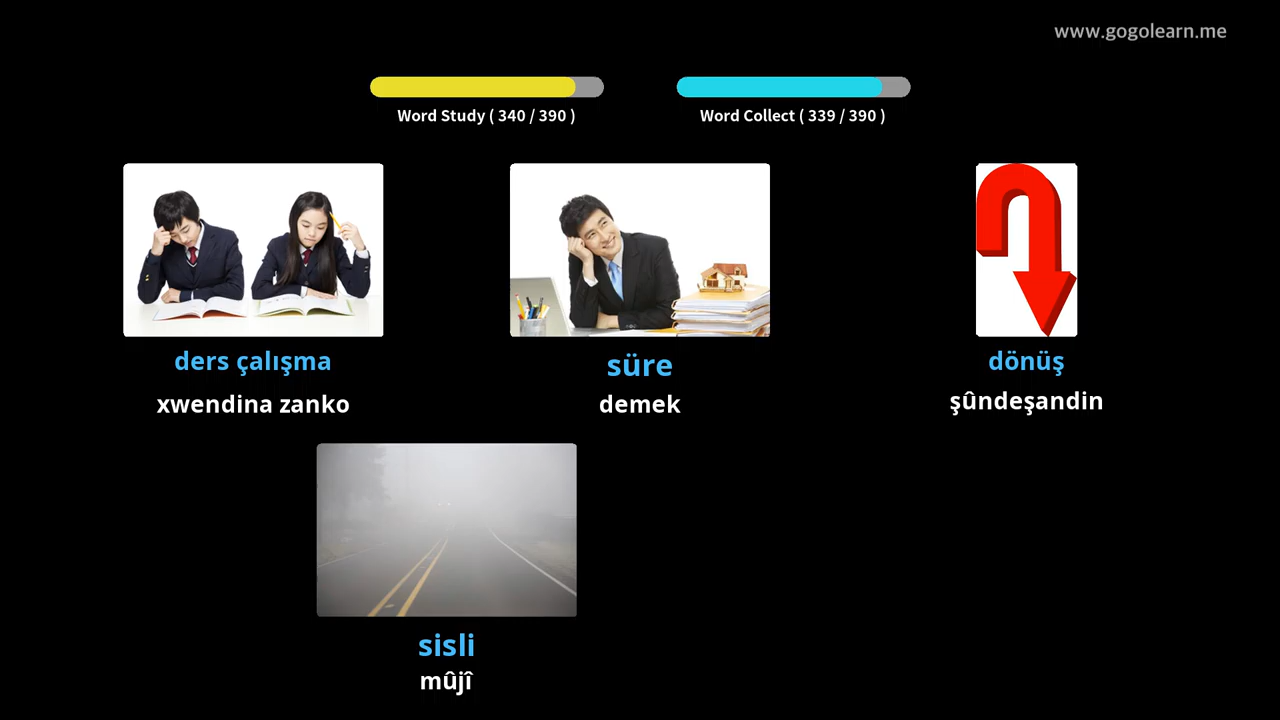 www.gogolearn.me
Word Study ( 340 / 390 )
Word Collect ( 339 / 390 )
ders çalışma
süre
dönüş
xwendina zanko
demek
şûndeşandin
sisli
mûjî